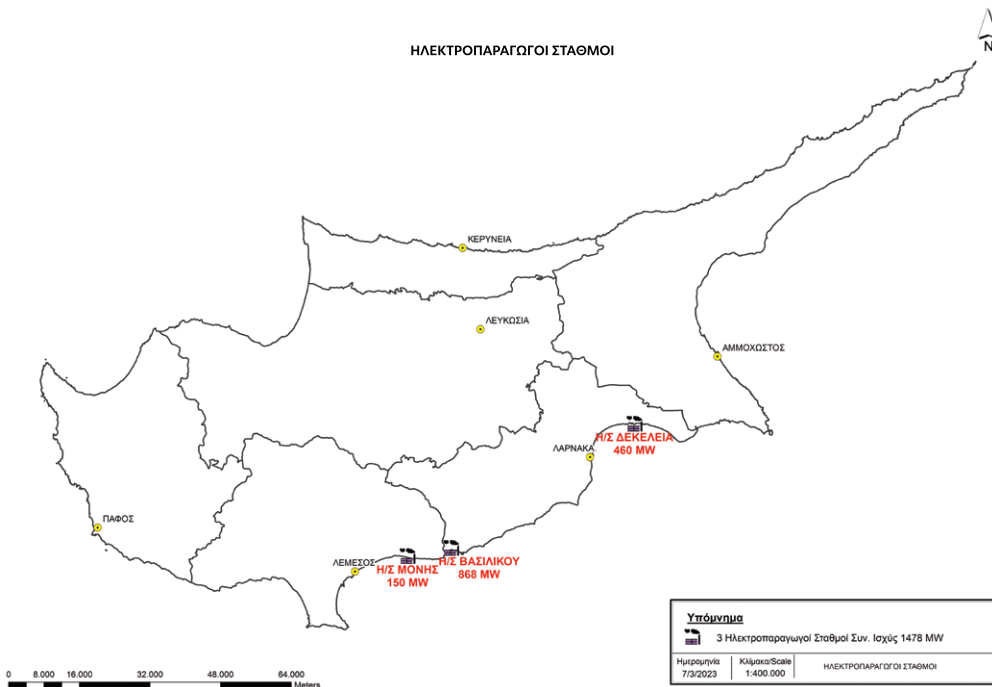 ΗΛΕΚΤΡΟΠΑΡΑΓΩΓΟΙ ΣΤΑΘΜΟΙ
N
ΚΕΡΥΝΕΙΑ
ΛΕΥΚΩΣΙΑ
ΑΜΜΟΧΩΣΤΟΣ
Η/Σ ΔΕΚΕΛΕΙΑ
460 MW
ΛΑΡΝΑΚΑ
ΠΑΦΟΣ
ΛΕΜΕΣΟΣ
Η/Σ ΜΟΝΗΣ
150 MW
Η/Σ ΒΑΣΙΛΙΚΟΥ
868 MW
Υπόμνημα
3 Ηλεκτροπαραγωγοί Σταθμοί Συν. Ισχύς 1478 MW
Ημερομηνία
7/3/2023
Κλίμακα/Scale
1:400.000
ΗΛΕΚΤΡΟΠΑΡΑΓΩΓΟΙ ΣΤΑΘΜΟΙ
0 8.000 16.000 32.000 48.000 64.000
Meters